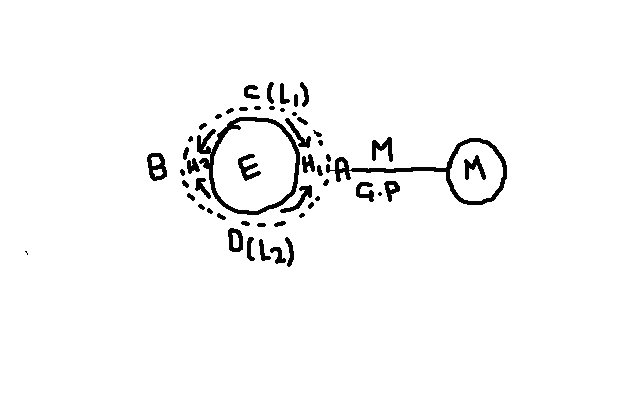 C(L1)
B H2 E H1 A M M
G.P
D(L2)